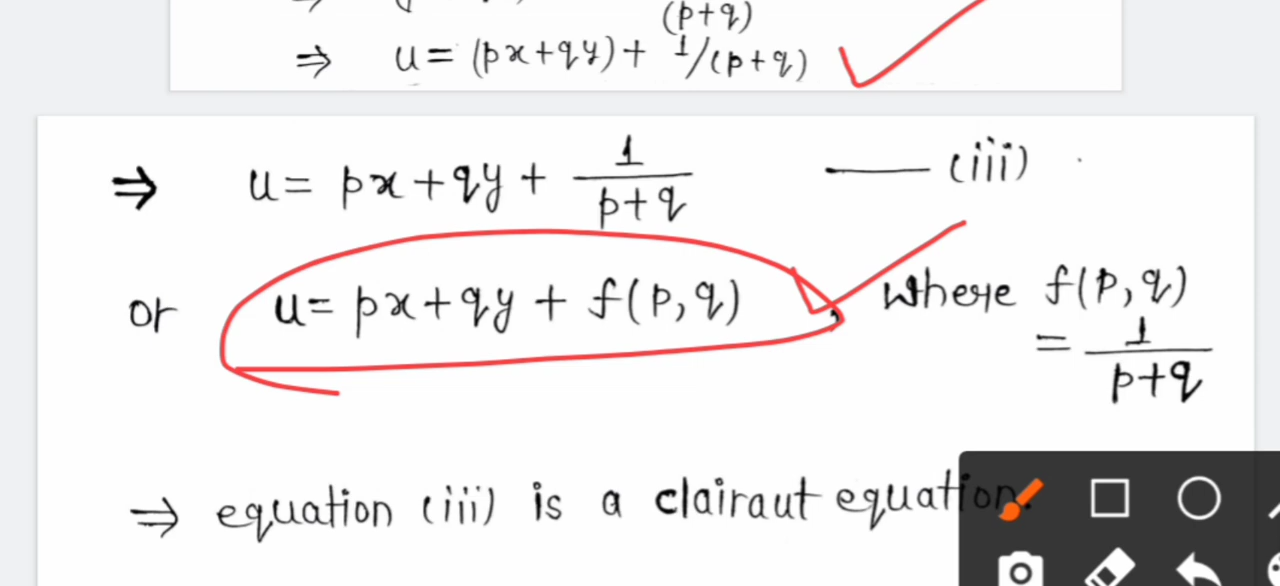 (p+q)
⇒ u= (px+qy)+ 1/(p+q)
⇒ u= px+qy+ 1/(p+q) —— (iii)
or u= px+qy + f(p,q) where f(p,q)
= 1/(p+q)
⇒ equation (iii) is a clairaut equation.